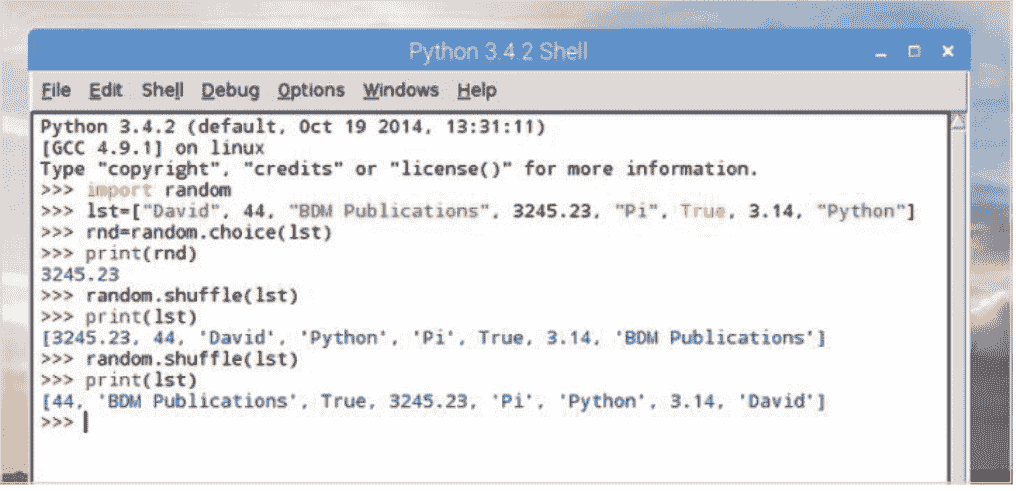 Python 3.4.2 Shell
File Edit Shell Debug Options Windows Help
Python 3.4.2 (default, Oct 19 2014, 13:31:11)
[GCC 4.9.1] on linux
Type "copyright", "credits" or "license()" for more information.
>>> import random
>>> lst=["David", 44, "BDM Publications", 3245.23, "Pi", True, 3.14, "Python"]
>>> rnd=random.choice(lst)
>>> print(rnd)
3245.23
>>> random.shuffle(lst)
>>> print(lst)
[3245.23, 44, 'David', 'Python', 'Pi', True, 3.14, 'BDM Publications']
>>> random.shuffle(lst)
>>> print(lst)
[44, 'BDM Publications', True, 3245.23, 'Pi', 'Python', 3.14, 'David']
>>>